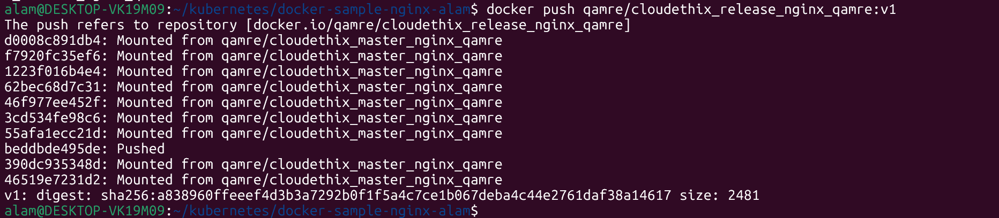 alam@DESKTOP-VK19M09:~/kubernetes/docker-sample-nginx-alam$ docker push qamre/cloudethix_release_nginx_qamre:v1
The push refers to repository [docker.io/qamre/cloudethix_release_nginx_qamre]
d0008c891db4: Mounted from qamre/cloudethix_master_nginx_qamre
f7920fc35ef6: Mounted from qamre/cloudethix_master_nginx_qamre
1223f016b4e4: Mounted from qamre/cloudethix_master_nginx_qamre
62bec68d7c31: Mounted from qamre/cloudethix_master_nginx_qamre
46f977ee452f: Mounted from qamre/cloudethix_master_nginx_qamre
3cd534fe98c6: Mounted from qamre/cloudethix_master_nginx_qamre
55afa1ecc21d: Mounted from qamre/cloudethix_master_nginx_qamre
beddbde495de: Pushed
390dc935348d: Mounted from qamre/cloudethix_master_nginx_qamre
46519e7231d2: Mounted from qamre/cloudethix_master_nginx_qamre
v1: digest: sha256:a838960ffeeef4d3b3a7292b0f1f5a4c7ce1b067deba4c44e2761daf38a14617 size: 2481
alam@DESKTOP-VK19M09:~/kubernetes/docker-sample-nginx-alam$